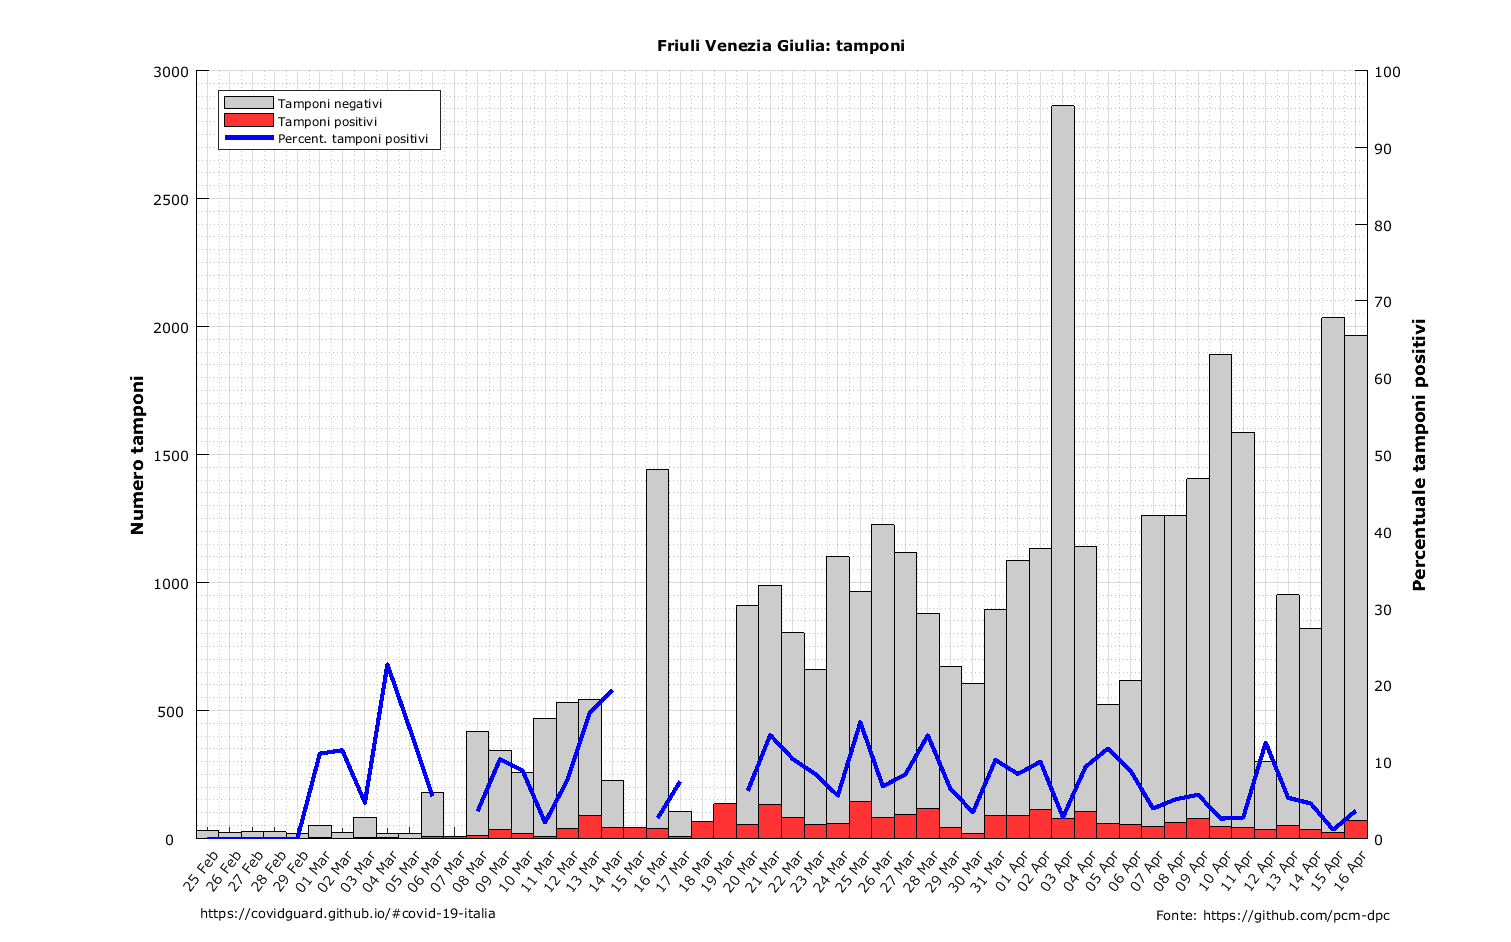 Friuli Venezia Giulia: tamponi
3000
2500
2000
1500
1000
500
0
Numero tamponi
Tamponi negativi
Tamponi positivi
Percent. tamponi positivi
100
90
80
70
60
50
40
30
20
10
0
Percentuale tamponi positivi
25 Feb
26 Feb
27 Feb
28 Feb
29 Feb
01 Mar
02 Mar
03 Mar
04 Mar
05 Mar
06 Mar
07 Mar
08 Mar
09 Mar
10 Mar
11 Mar
12 Mar
13 Mar
14 Mar
15 Mar
16 Mar
17 Mar
18 Mar
19 Mar
20 Mar
21 Mar
22 Mar
23 Mar
24 Mar
25 Mar
26 Mar
27 Mar
28 Mar
29 Mar
30 Mar
31 Mar
01 Apr
02 Apr
03 Apr
04 Apr
05 Apr
06 Apr
07 Apr
08 Apr
09 Apr
10 Apr
11 Apr
12 Apr
13 Apr
14 Apr
15 Apr
16 Apr
https://covidguard.github.io/#covid-19-italia
Fonte: https://github.com/pcm-dpc